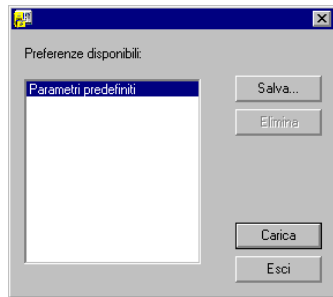 Preferenze disponibili:
Parametri predefiniti
Salva...
Elimina
Carica
Esci